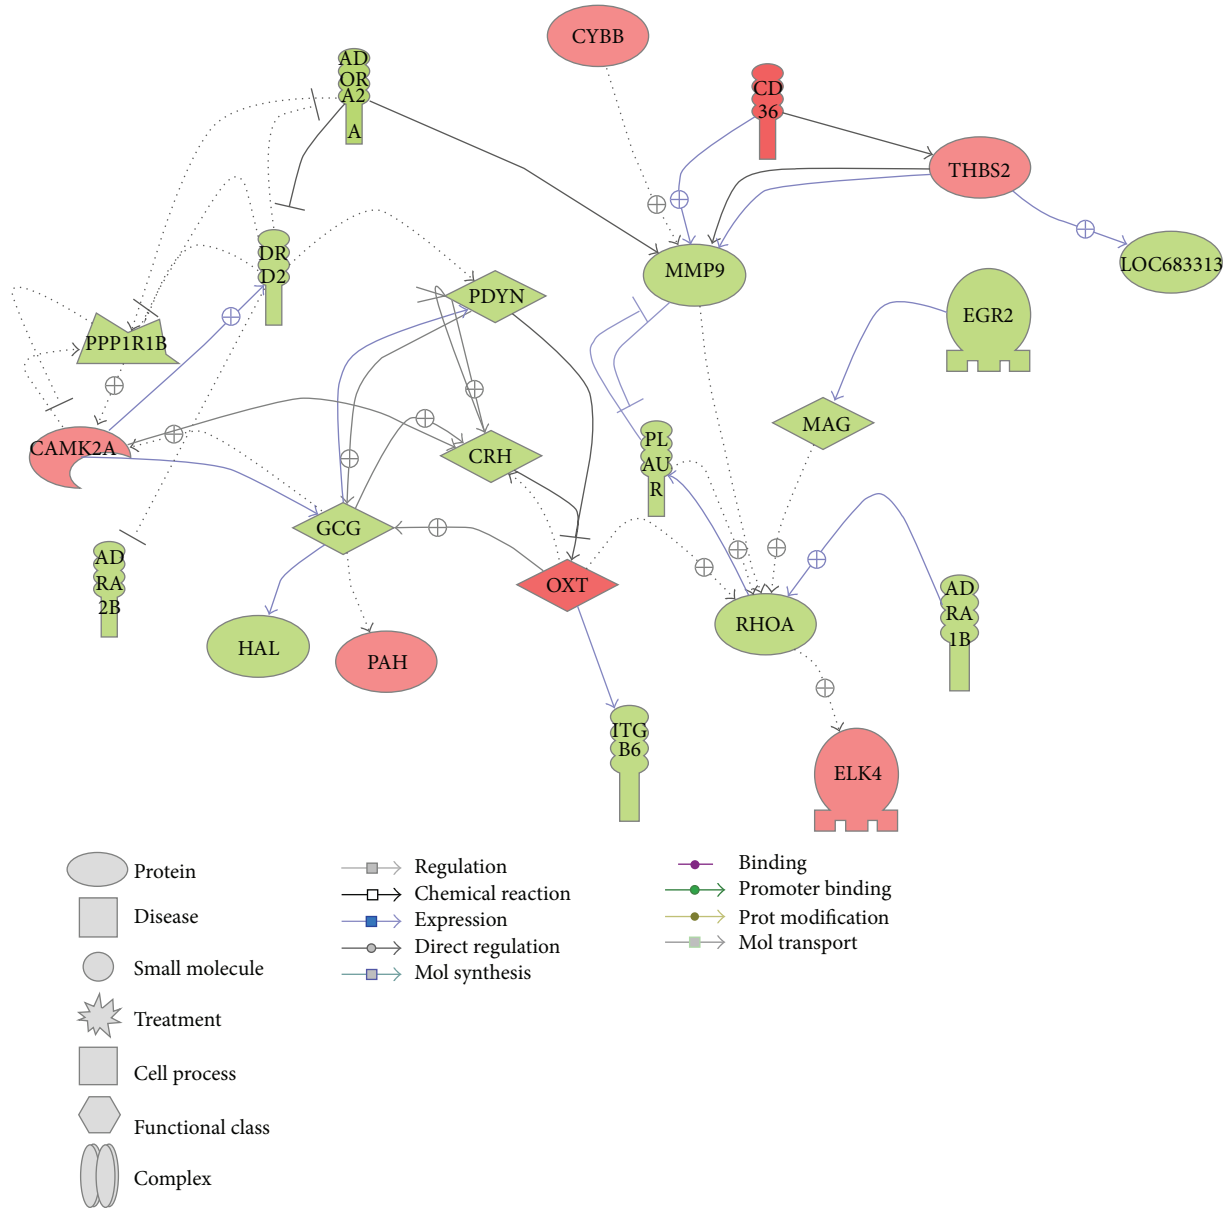 CYBB
AD
OR
A2
A
CD
36
THBS2
DR
D2
MMP9
LOC683313
PDYN
EGR2
PPP1R1B
MAG
CAMK2A
CRH
PL
AU
R
GCG
AD
RA
2B
OXT
AD
RA
1B
HAL
PAH
RHOA
ITG
B6
ELK4
Protein
Disease
Small molecule
Treatment
Cell process
Functional class
Complex
Regulation
Chemical reaction
Expression
Direct regulation
Mol synthesis
Binding
Promoter binding
Prot modification
Mol transport